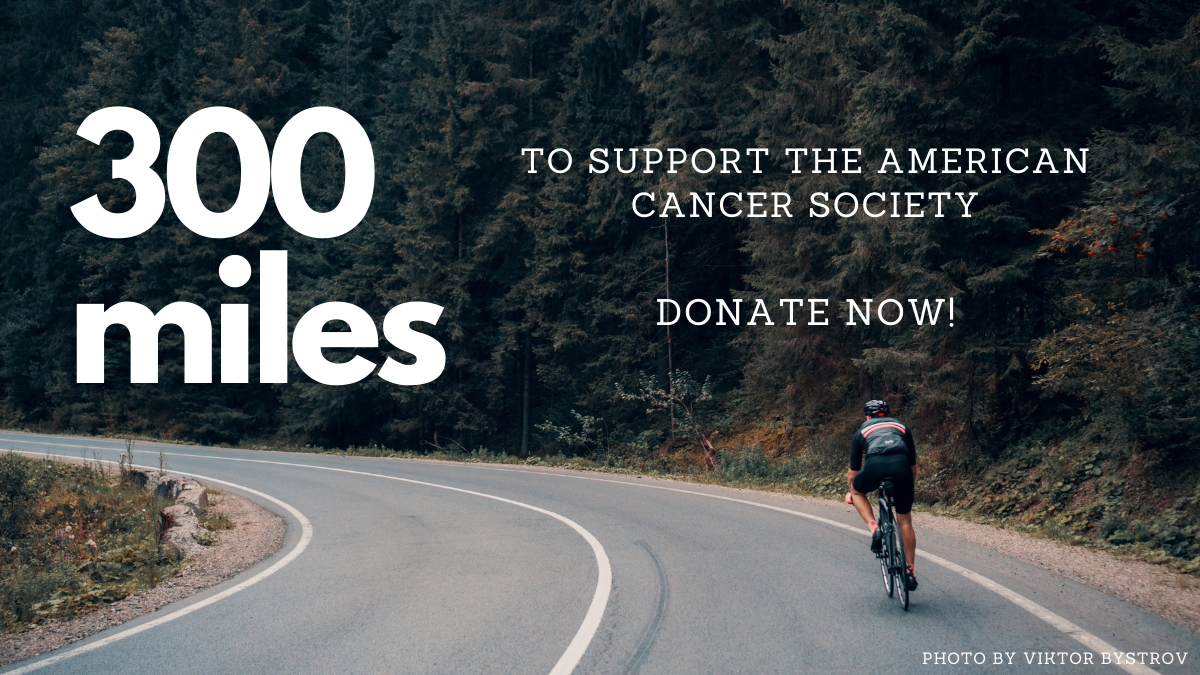 300
miles
TO SUPPORT THE AMERICAN
CANCER SOCIETY
DONATE NOW!
PHOTO BY VIKTOR BYSTROV